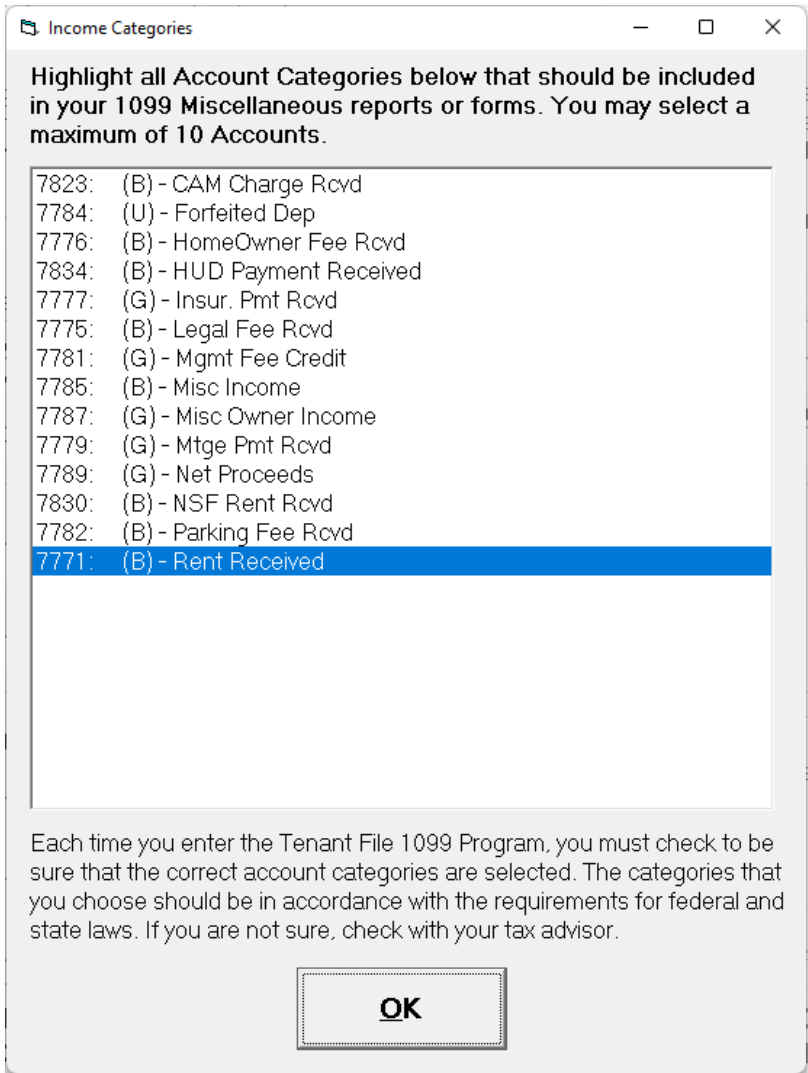 Income Categories
Highlight all Account Categories below that should be included
in your 1099 Miscellaneous reports or forms. You may select a
maximum of 10 Accounts.
7823: (B) - CAM Charge Rcvd
7784: (U) - Forfeited Dep
7776: (B) - HomeOwner Fee Rcvd
7834: (B) - HUD Payment Received
7777: (G) - Insur. Pmt Rcvd
7775: (B) - Legal Fee Rcvd
7781: (G) - Mgmt Fee Credit
7785: (B) - Misc Income
7787: (G) - Misc Owner Income
7779: (G) - Mtge Pmt Rcvd
7789: (G) - Net Proceeds
7830: (B) - NSF Rent Rcvd
7782: (B) - Parking Fee Rcvd
7771: (B) - Rent Received
Each time you enter the Tenant File 1099 Program, you must check to be
sure that the correct account categories are selected. The categories that
you choose should be in accordance with the requirements for federal and
state laws. If you are not sure, check with your tax advisor.
OK